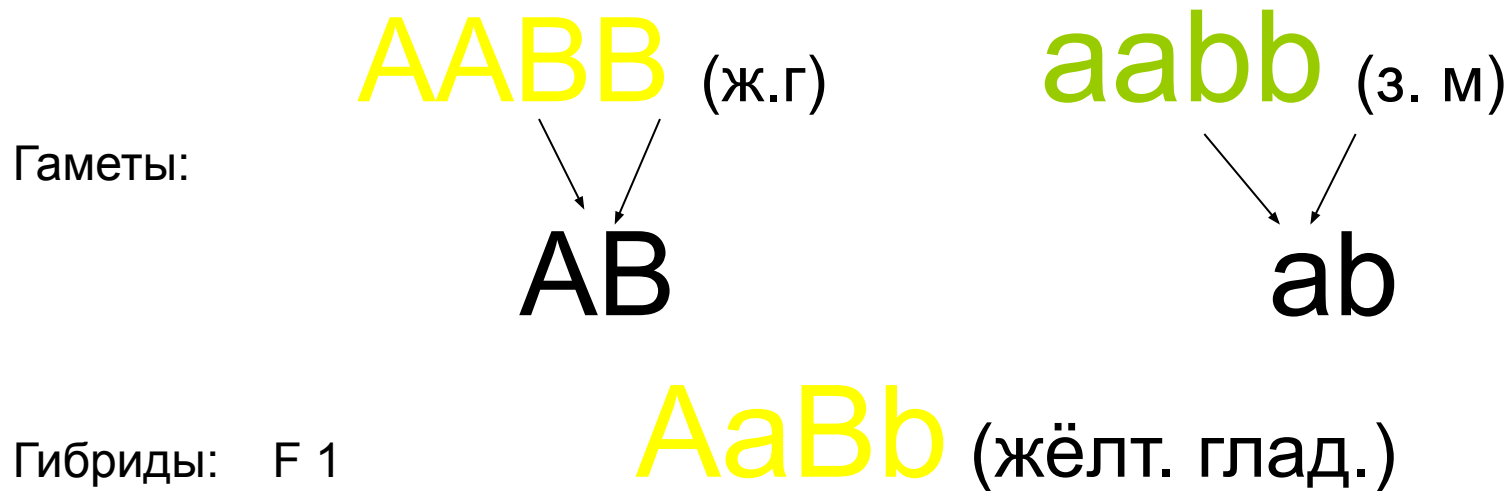 AABB (ж.г) aabb (з. м)
Гаметы:
AB ab
Гибриды: F 1 AaBb (жёлт. глад.)